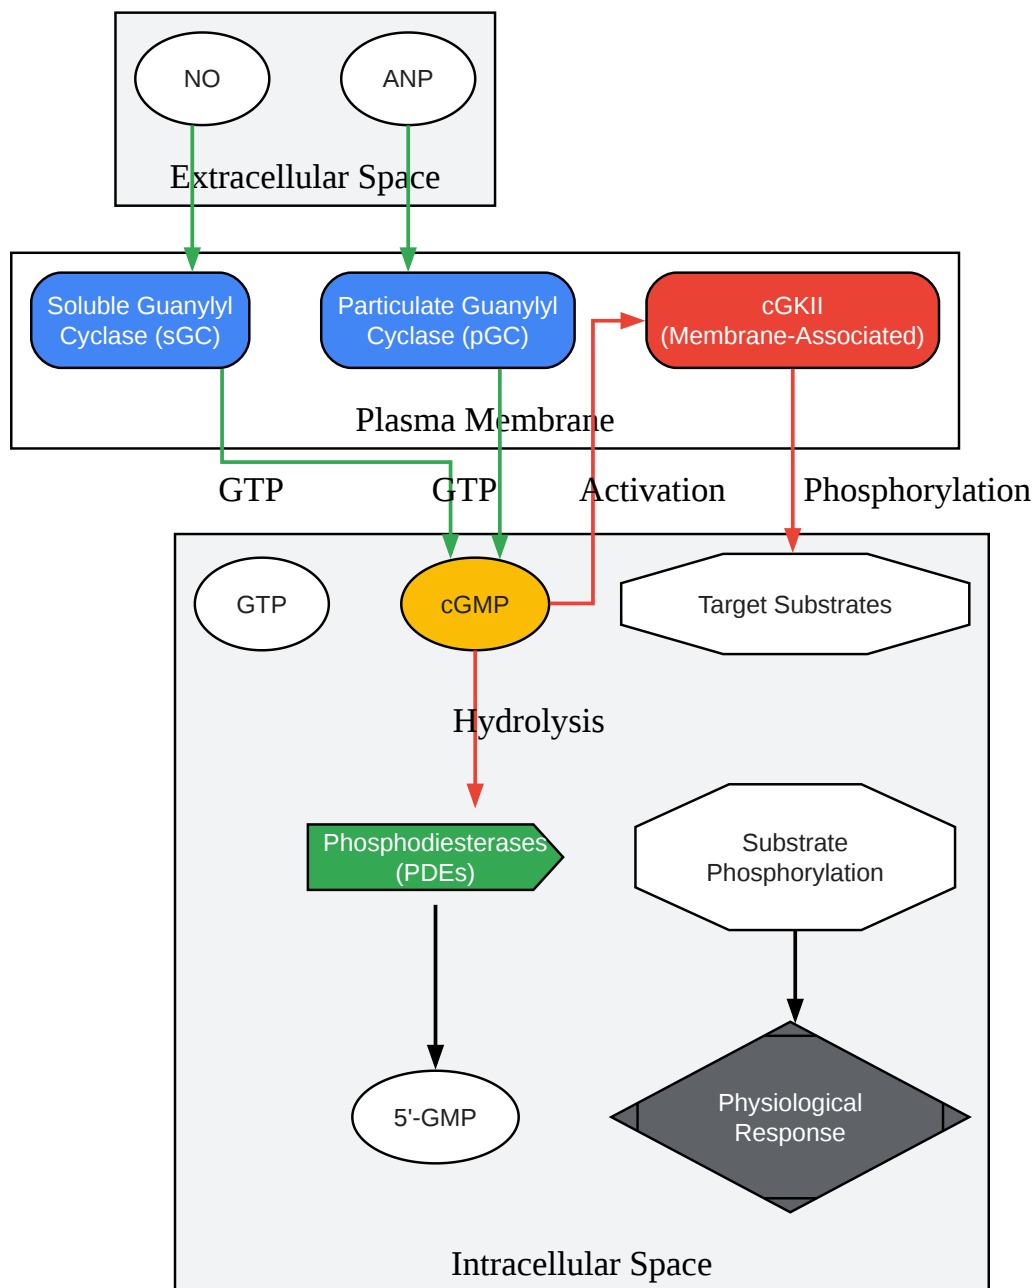 NO
ANP
Extracellular Space
Soluble Guanylyl
Cyclase (sGC)
Particulate Guanylyl
Cyclase (pGC)
cGKII
(Membrane-Associated)
Plasma Membrane
GTP
GTP
Activation
Phosphorylation
GTP
cGMP
Target Substrates
Hydrolysis
Phosphodiesterases
(PDEs)
Substrate
Phosphorylation
5'-GMP
Physiological
Response
Intracellular Space